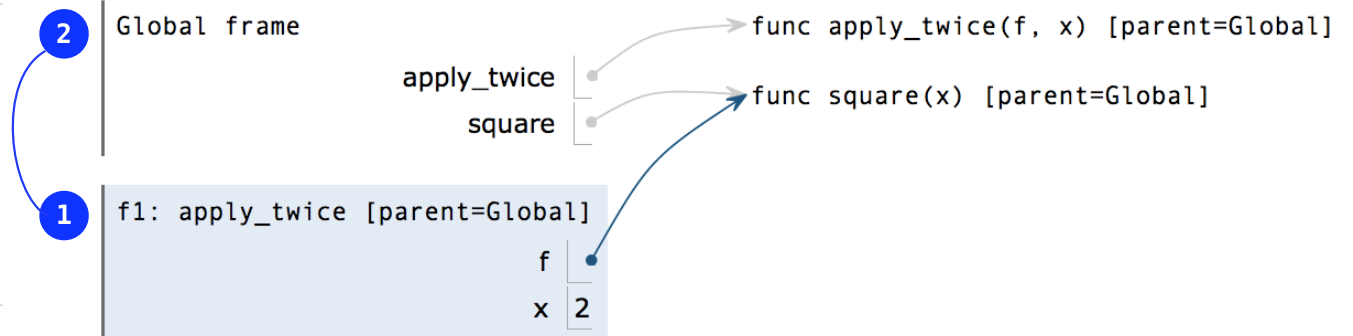 2 Global frame func apply_twice(f, x) [parent=Global]
apply_twice
func square(x) [parent=Global]
square
1 f1: apply_twice [parent=Global]
f
x 2